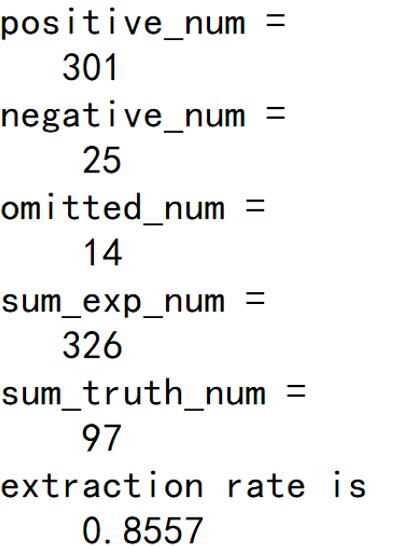 positive_num =
301
negative_num =
25
omitted_num =
14
sum_exp_num =
326
sum_truth_num =
97
extraction rate is
0.8557